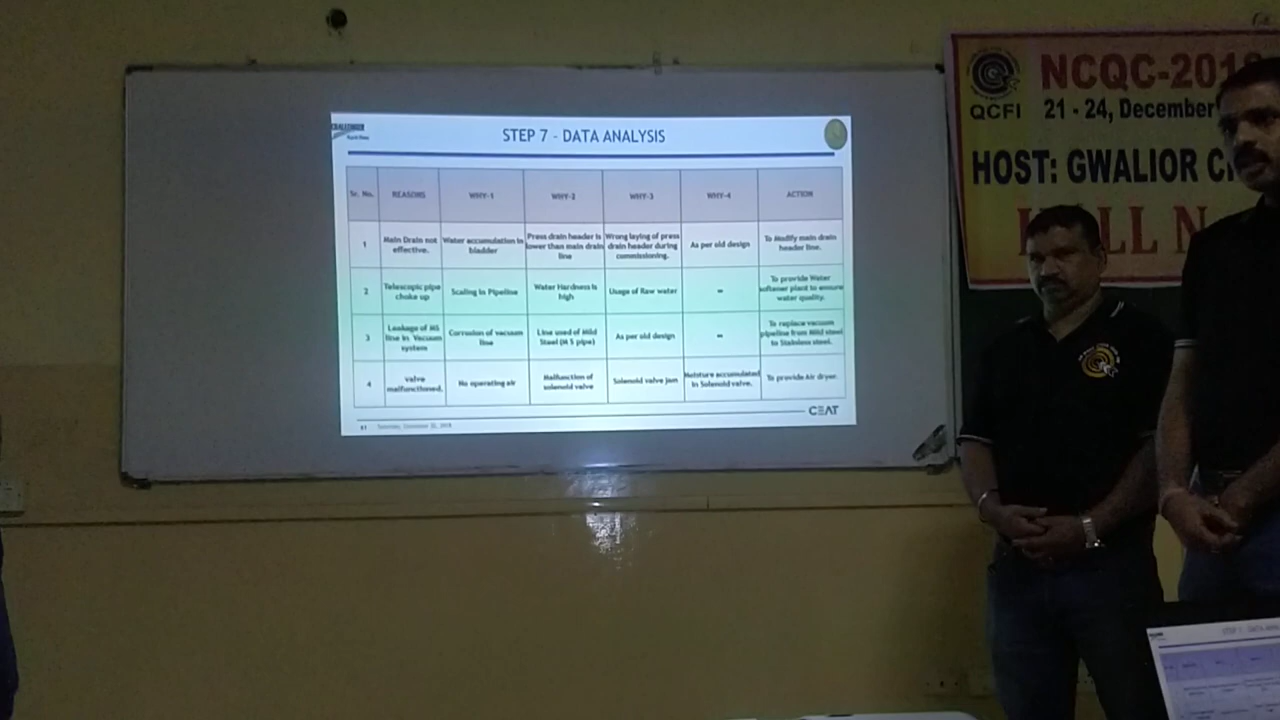 STEP 7 - DATA ANALYSIS
Sr. No. REASONS WHY-1 WHY-2 WHY-3 WHY-4 ACTION
1 Main Drain not effective. Water accumulation in bladder Press drain header is lower than main drain line Wrong laying of press drain header during commissioning. As per old design To Modify main drain header line.
2 Telescopic pipe choke up Scaling in Pipeline Water Hardness is high Usage of Raw water - To provide Water softener plant to ensure water quality.
3 Leakage of MS line in Vacuum system Corrosion of vacuum line Line used of Mild Steel (M S pipe) As per old design - To replace vacuum pipeline from Mild steel to Stainless steel.
4 valve malfunctioned. No operating air Malfunction of solenoid valve Solenoid valve jam Moisture accumulated in Solenoid valve. To provide Air dryer.
CEAT
QCFI
NCQC-201
21 - 24, December
HOST: GWALIOR